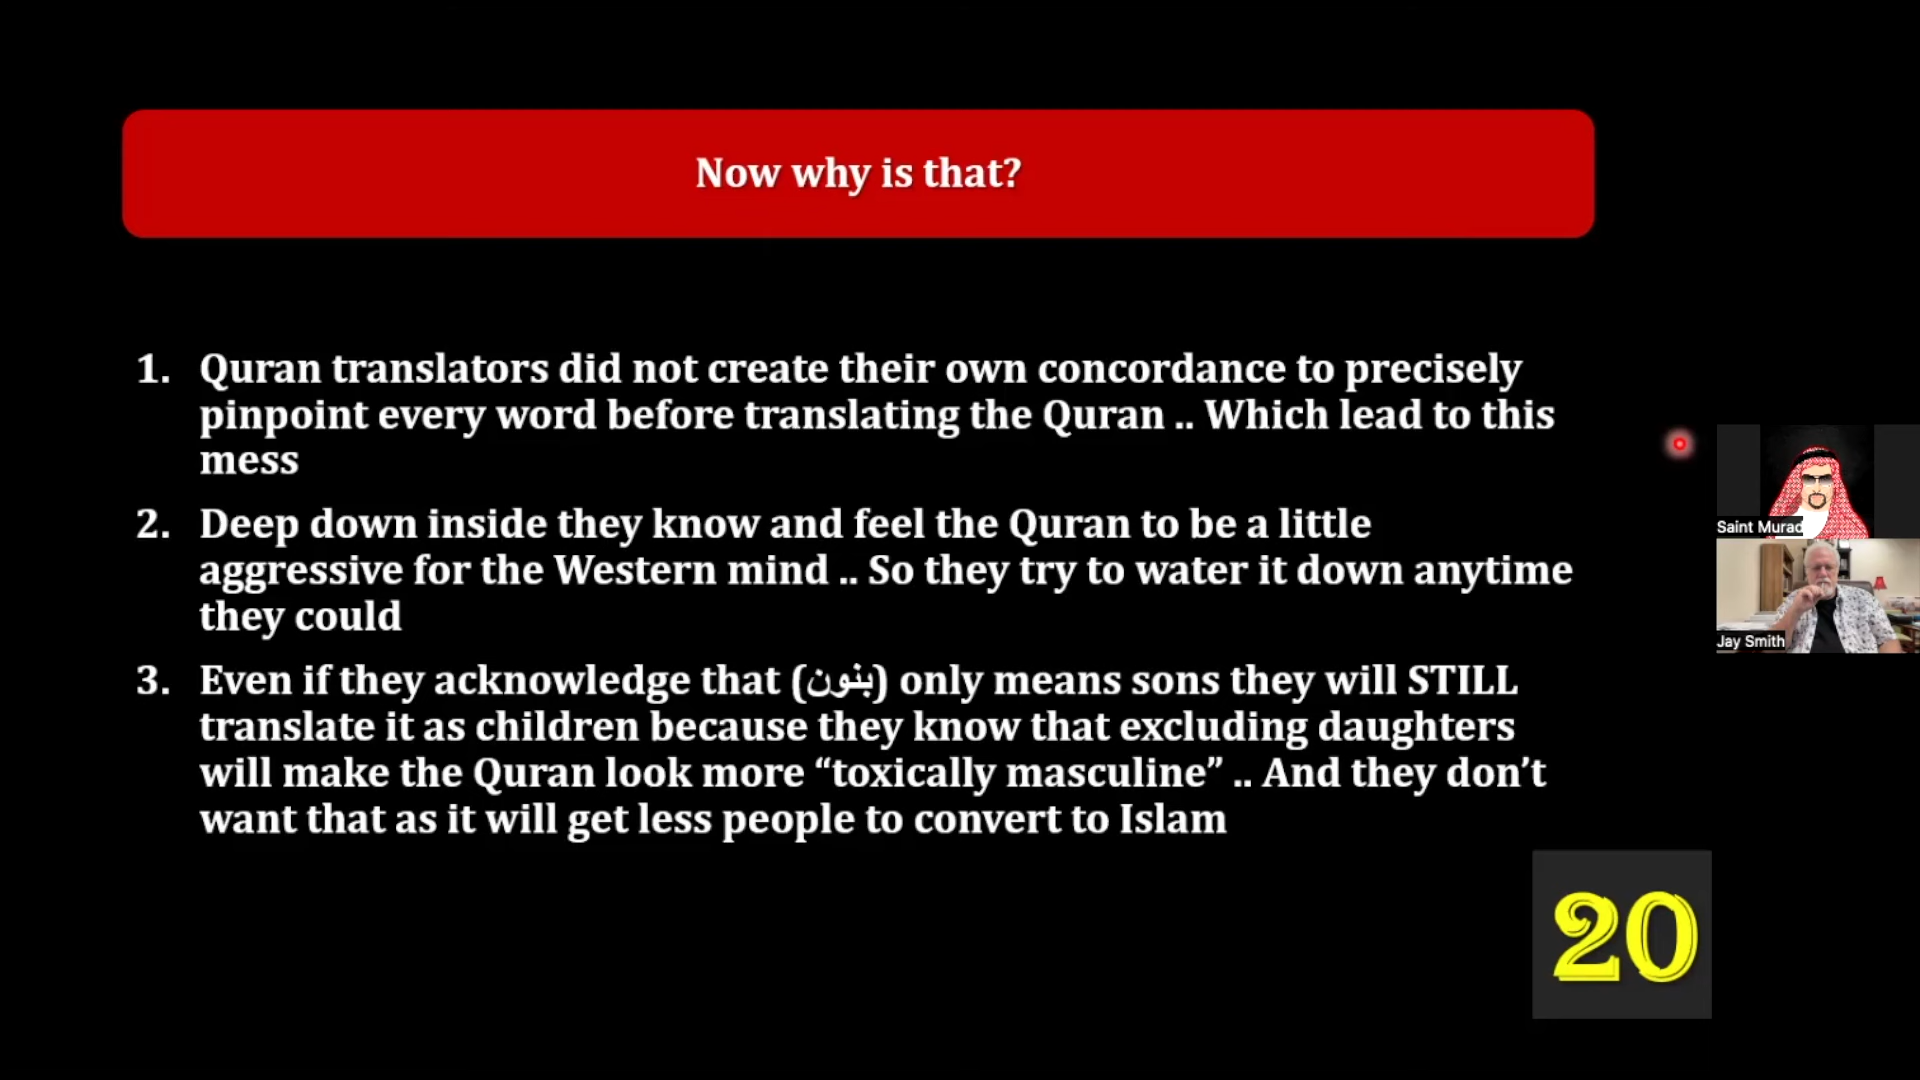 Now why is that?
1. Quran translators did not create their own concordance to precisely
pinpoint every word before translating the Quran .. Which lead to this
mess
2. Deep down inside they know and feel the Quran to be a little
aggressive for the Western mind .. So they try to water it down anytime
they could
3. Even if they acknowledge that (بنون) only means sons they will STILL
translate it as children because they know that excluding daughters
will make the Quran look more “toxically masculine” .. And they don’t
want that as it will get less people to convert to Islam
Saint Murad
Jay Smith
20